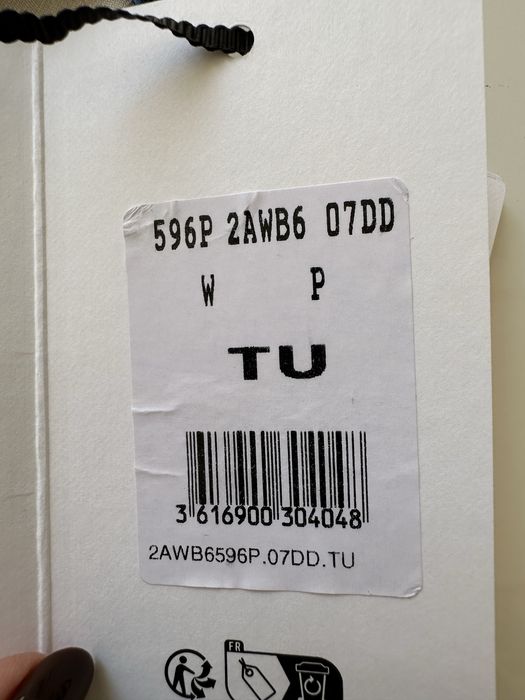 596P 2AWB6 07DD
W P
TU
3 616900 304048
2AWB6596P.07DD.TU
FR